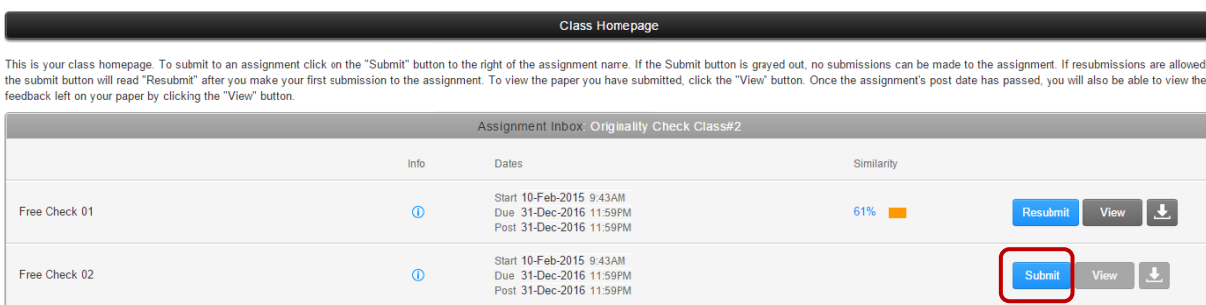 Class Homepage
This is your class homepage. To submit to an assignment click on the "Submit" button to the right of the assignment name. If the Submit button is grayed out, no submissions can be made to the assignment. If resubmissions are allowed
the submit button will read "Resubmit" after you make your first submission to the assignment. To view the paper you have submitted, click the "View" button. Once the assignment's post date has passed, you will also be able to view the
feedback left on your paper by clicking the "View" button.
Assignment Inbox: Originality Check Class#2
Info Dates Similarity
Start 10-Feb-2015 9:43AM
Free Check 01 Due 31-Dec-2016 11:59PM 61% Resubmit View
Post 31-Dec-2016 11:59PM
Start 10-Feb-2015 9:43AM
Free Check 02 Due 31-Dec-2016 11:59PM Submit View
Post 31-Dec-2016 11:59PM